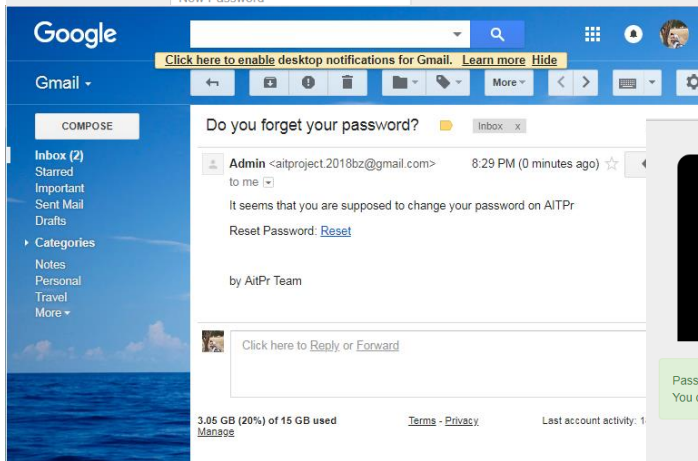 New Password
Google
Click here to enable desktop notifications for Gmail. Learn more Hide
Gmail
More
COMPOSE
Inbox (2)
Starred
Important
Sent Mail
Drafts
Categories
Notes
Personal
Travel
More
Do you forget your password?
Inbox x
Admin <aitproject.2018bz@gmail.com> 8:29 PM (0 minutes ago)
to me
It seems that you are supposed to change your password on AITPr
Reset Password: Reset
by AitPr Team
Click here to Reply or Forward
3.05 GB (20%) of 15 GB used
Manage
Terms - Privacy
Last account activity:
Pass
You